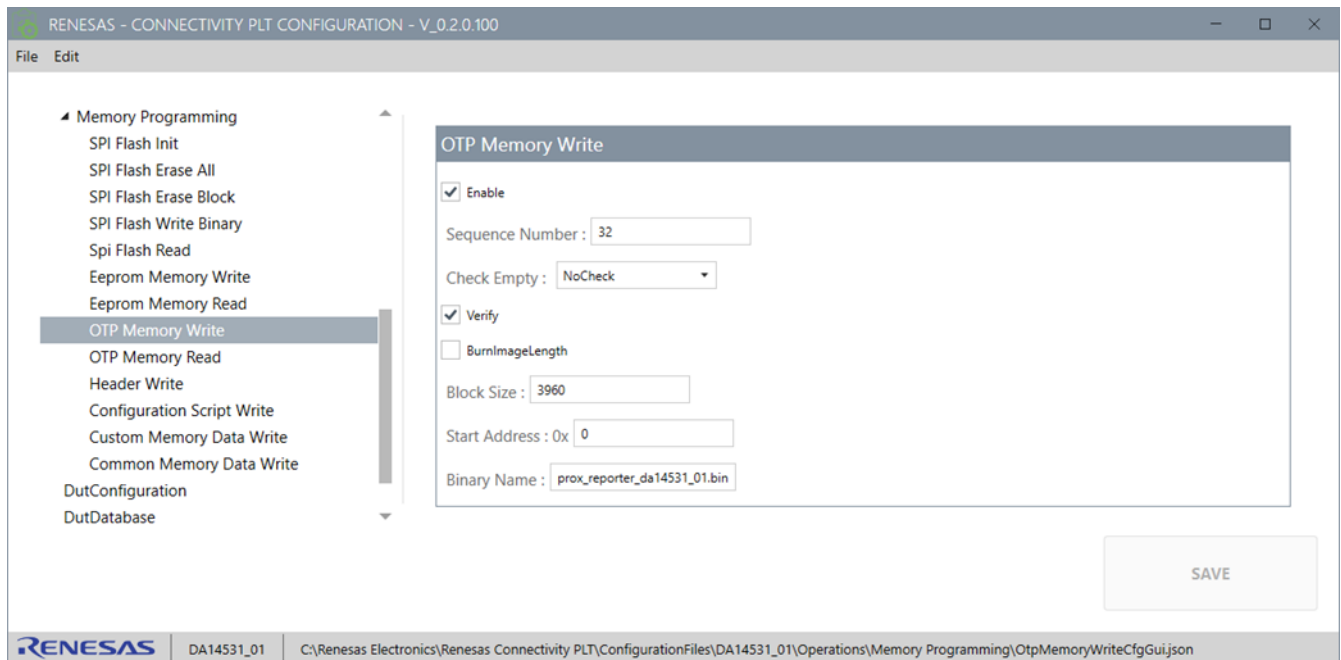 RENESAS - CONNECTIVITY PLT CONFIGURATION - V_0.2.0.100
File Edit
Memory Programming
SPI Flash Init
SPI Flash Erase All
SPI Flash Erase Block
SPI Flash Write Binary
Spi Flash Read
Eeprom Memory Write
Eeprom Memory Read
OTP Memory Write
OTP Memory Read
Header Write
Configuration Script Write
Custom Memory Data Write
Common Memory Data Write
DutConfiguration
DutDatabase
OTP Memory Write
Enable
Sequence Number : 32
Check Empty : NoCheck
Verify
BurnImageLength
Block Size : 3960
Start Address : 0x 0
Binary Name : prox_reporter_da14531_01.bin
SAVE
RENESAS DA14531_01 C:\Renesas Electronics\Renesas Connectivity PLT\ConfigurationFiles\DA14531_01\Operations\Memory Programming\OtpMemoryWriteCfgGui.json